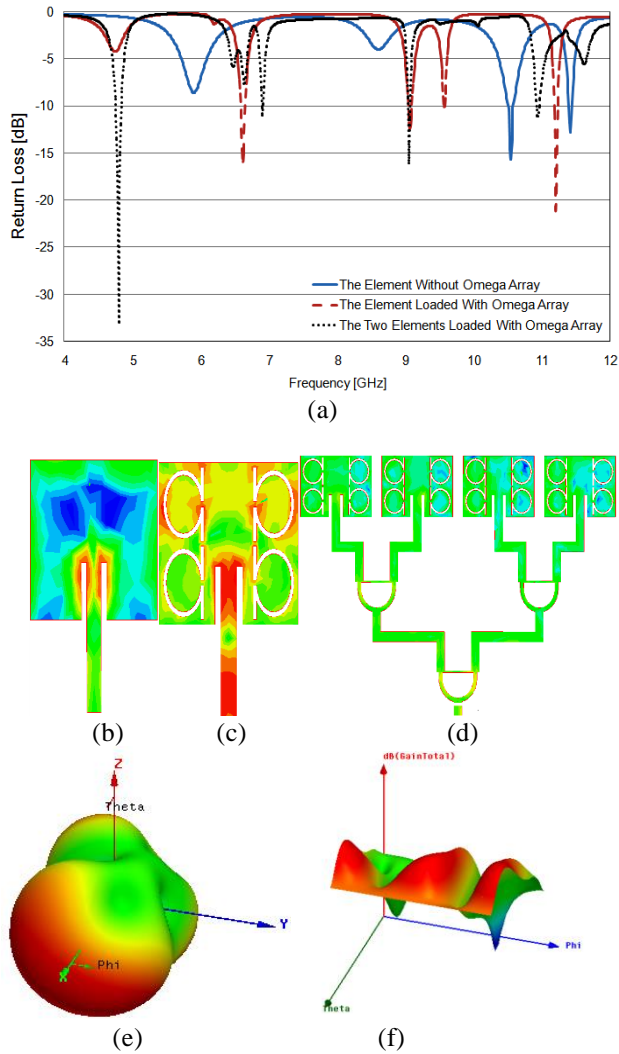 0
-5
-10
-15
-20
-25
-30
-35
Return Loss [dB]
The Element Without Omega Array
The Element Loaded With Omega Array
The Two Elements Loaded With Omega Array
4 5 6 7 8 9 10 11 12
Frequency [GHz]
(a)
(b) (c) (d)
Z
Theta
Y
Phi
X
dB(GainTotal)
Phi
Theta
(e) (f)